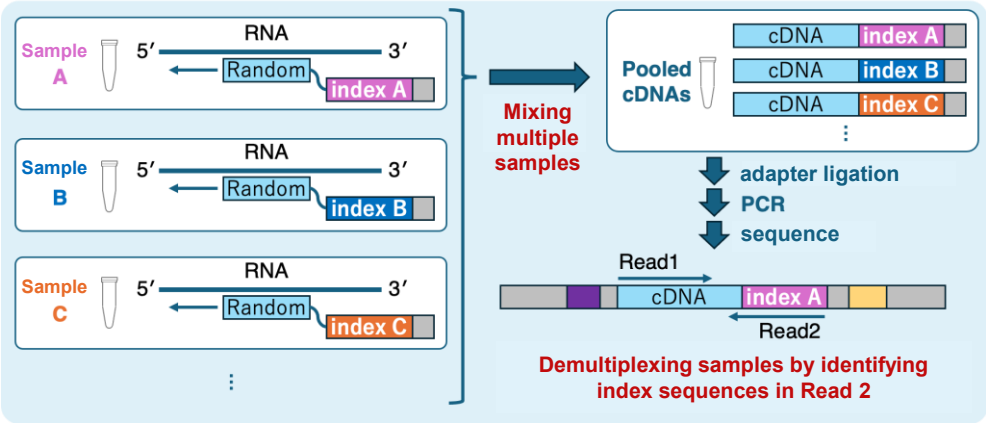 RNA
Sample
A
5′
3′
Random
index A
RNA
Sample
B
5′
3′
Random
index B
RNA
Sample
C
5′
3′
Random
index C
⋮
Mixing
multiple
samples
Pooled
cDNAs
cDNA index A
cDNA index B
cDNA index C
⋮
adapter ligation
PCR
sequence
Read1
cDNA index A
Read2
Demultiplexing samples by identifying
index sequences in Read 2